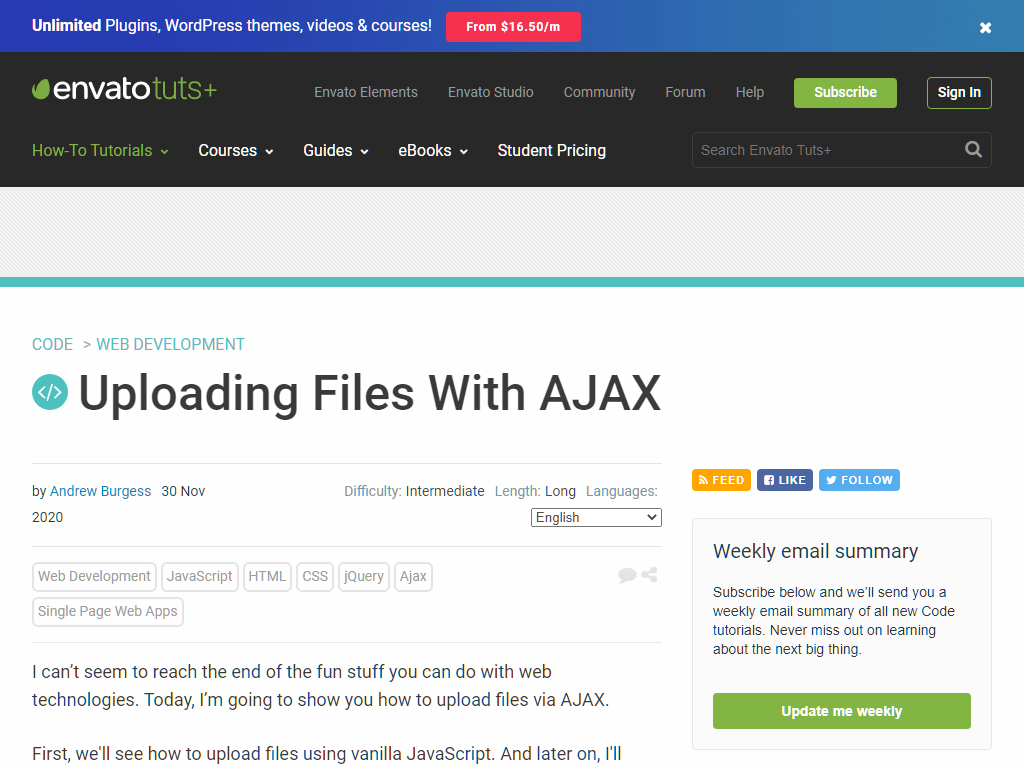 Unlimited Plugins, WordPress themes, videos & courses! From $16.50/m
envatotuts+ Envato Elements Envato Studio Community Forum Help Subscribe Sign In
How-To Tutorials Courses Guides eBooks Student Pricing Search Envato Tuts+
CODE > WEB DEVELOPMENT
</> Uploading Files With AJAX
by Andrew Burgess 30 Nov
2020
Difficulty: Intermediate Length: Long Languages:
English
FEED LIKE FOLLOW
Web Development JavaScript HTML CSS jQuery Ajax
Single Page Web Apps
I can’t seem to reach the end of the fun stuff you can do with web
technologies. Today, I’m going to show you how to upload files via AJAX.
First, we'll see how to upload files using vanilla JavaScript. And later on, I'll
Weekly email summary
Subscribe below and we’ll send you a
weekly email summary of all new Code
tutorials. Never miss out on learning
about the next big thing.
Update me weekly